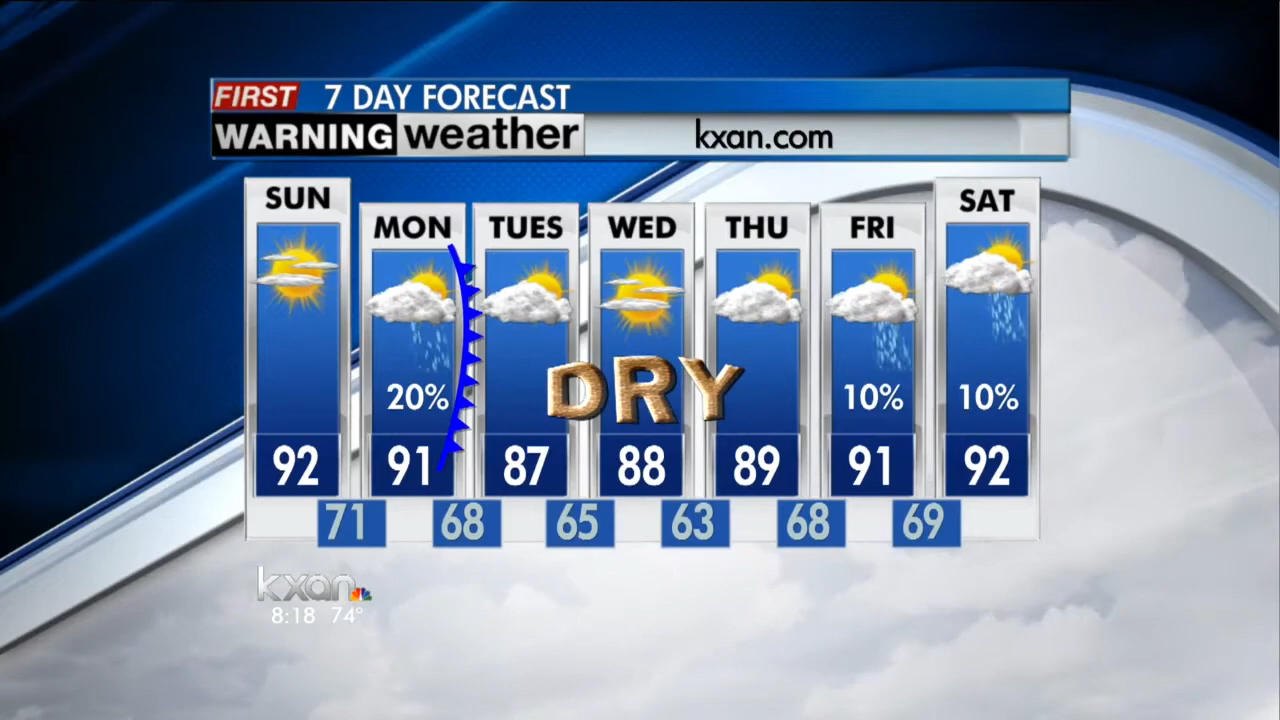 FIRST 7 DAY FORECAST
WARNING weather kxan.com
SUN MON TUES WED THU FRI SAT
DRY
20% 10% 10%
92 91 87 88 89 91 92
71 68 65 63 68 69
kxan
8:18 74°